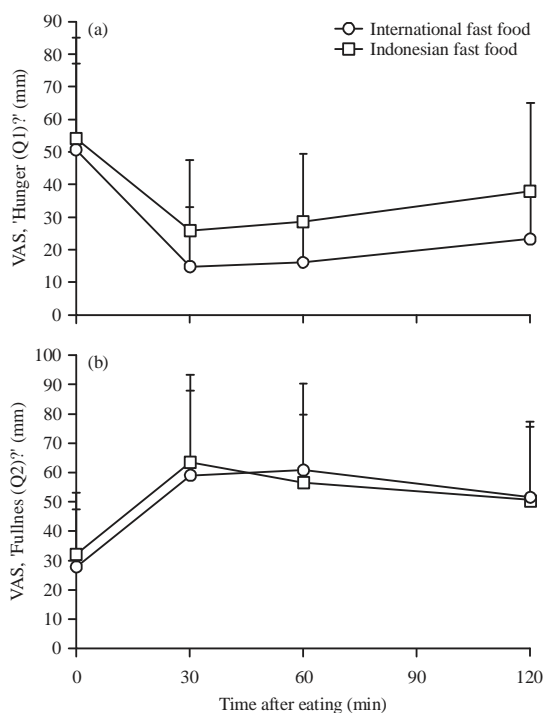 (a)
International fast food
Indonesian fast food
VAS, 'Hunger (Q1)?' (mm)
90
80
70
60
50
40
30
20
10
0
(b)
VAS, 'Fullnes (Q2)?' (mm)
100
90
80
70
60
50
40
30
20
10
0
0 30 60 90 120
Time after eating (min)